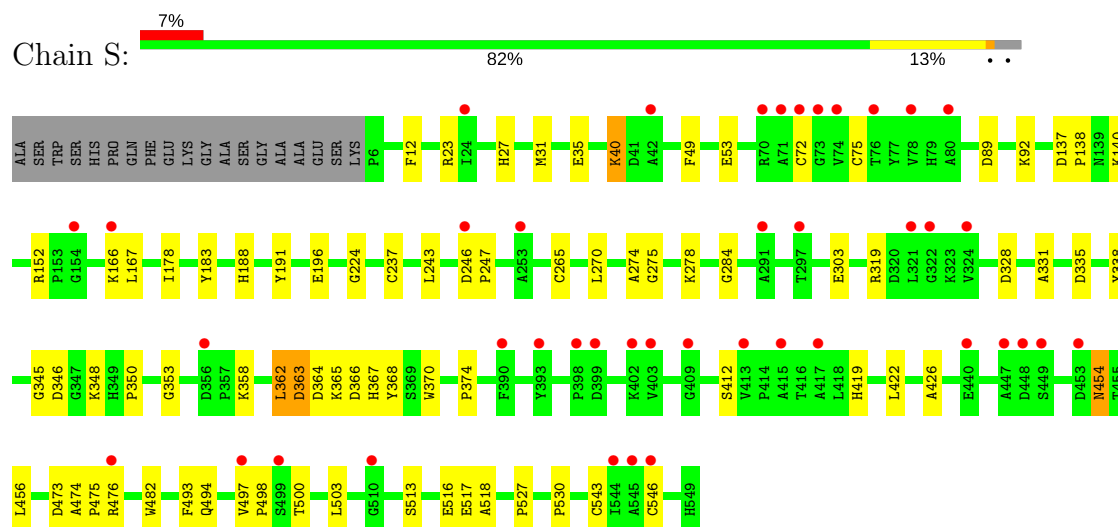 7%
Chain S:
82% 13% • •
ALA SER TRP SER HIS PRO GLN PHE GLU LYS GLY ALA SER GLY ALA ALA GLU SER LYS P6 F12 R23 I24 H27 M31 E35 K40 D41 A42 F49 E53 R70 A71 C72 G73 V74 C75 T76 Y77 V78 H79 A80 D89 K92 D137 P138 N139 K140
R152 P153 G154 K166 L167 I178 Y183 H188 Y191 E196 G224 C237 L243 D246 P247 A253 C265 L270 A274 G275 K278 G284 A291 T297 E303 R319 D320 L321 G322 K323 V324 D328 A331 D335 Y338
G345 D346 G347 K348 H349 P350 G353 D356 P357 K358 L362 D363 D364 K365 D366 H367 Y368 S369 W370 P374 F390 Y393 P398 D399 K402 V403 G409 S412 V413 P414 A415 T416 A417 L418 H419 L422 A426 E440 A447 D448 S449 D453 N454 T455
L456 D473 A474 P475 R476 W482 F493 Q494 V497 P498 S499 T500 L503 G510 S513 E516 E517 A518 P527 P530 C543 I544 A545 C546 H549